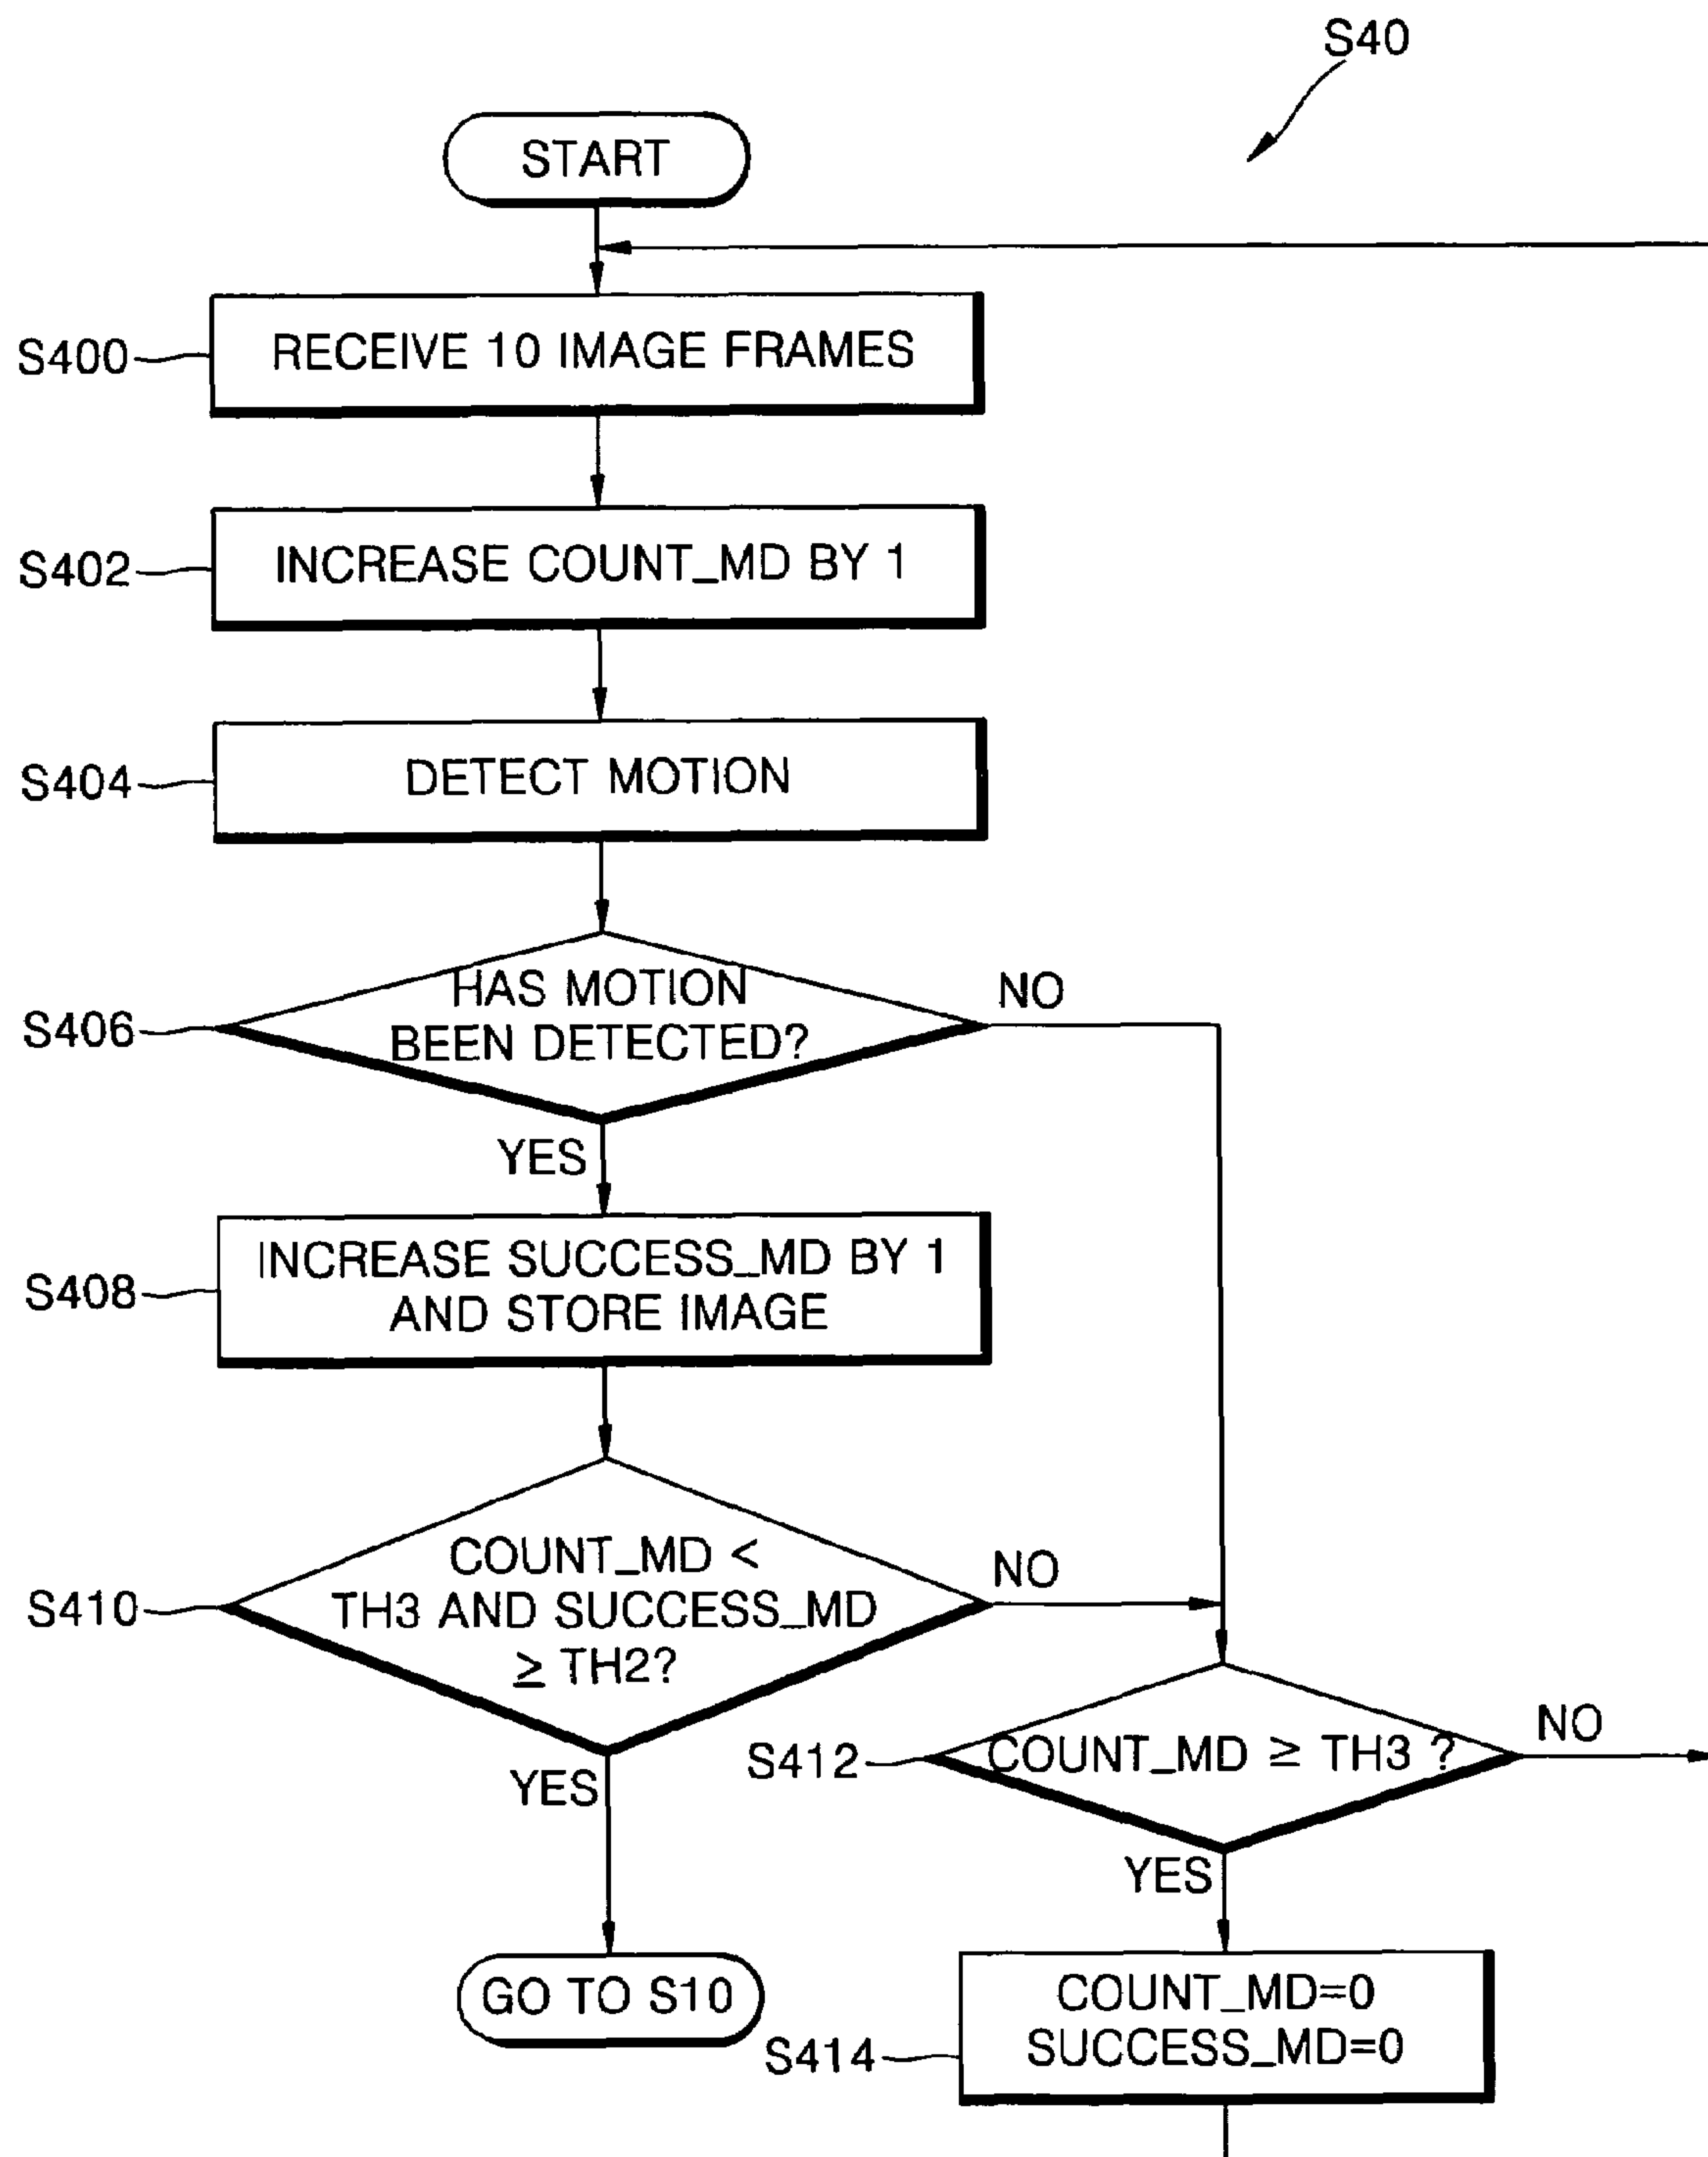 S40
START
S400
RECEIVE 10 IMAGE FRAMES
S402
INCREASE COUNT_MD BY 1
S404
DETECT MOTION
S406
HAS MOTION
BEEN DETECTED?
NO
YES
S408
INCREASE SUCCESS_MD BY 1
AND STORE IMAGE
S410
COUNT_MD <
TH3 AND SUCCESS_MD
≥ TH2?
NO
YES
S412
COUNT_MD ≥ TH3 ?
NO
YES
GO TO S10
S414
COUNT_MD=0
SUCCESS_MD=0